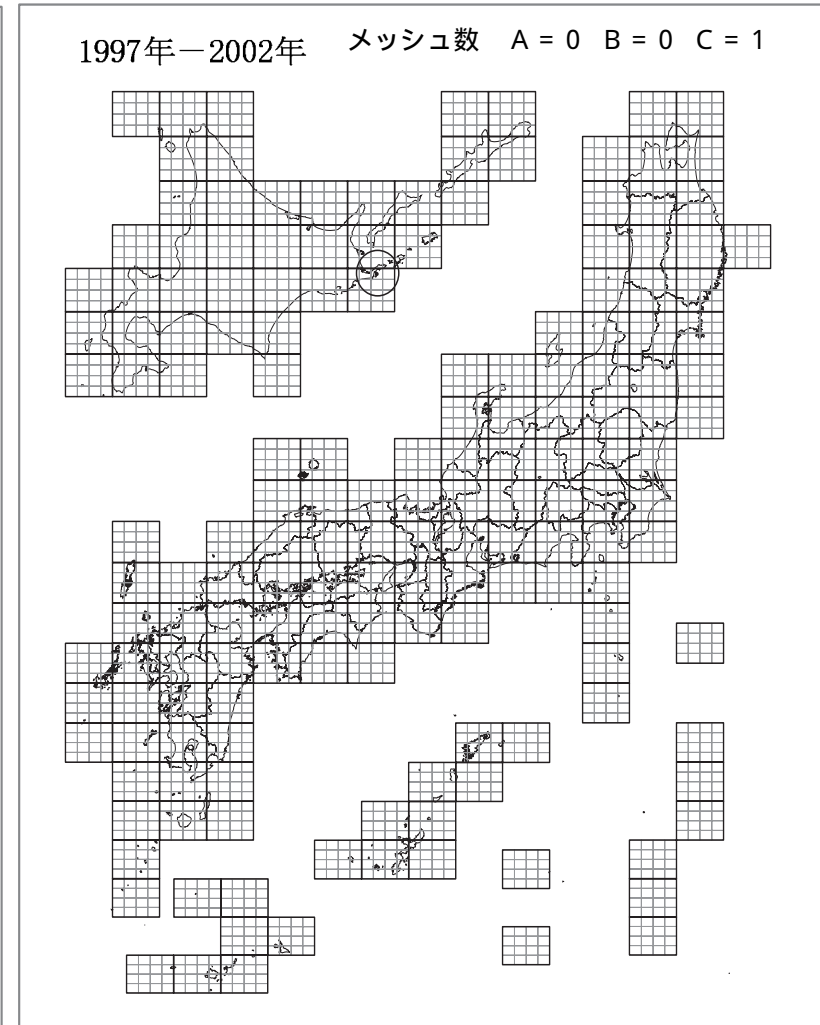 1997年－2002年
メッシュ数 A = 0 B = 0 C = 1